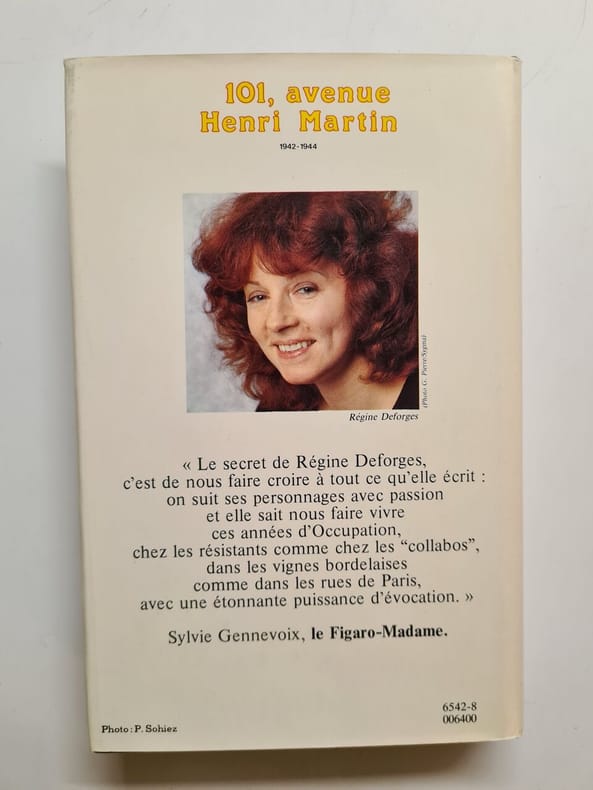 101, avenue
Henri Martin
1942-1944
(Photo G. Pierre/Sygma)
Régine Deforges
« Le secret de Régine Deforges,
c'est de nous faire croire à tout ce qu'elle écrit :
on suit ses personnages avec passion
et elle sait nous faire vivre
ces années d'Occupation,
chez les résistants comme chez les “collabos”,
dans les vignes bordelaises
comme dans les rues de Paris,
avec une étonnante puissance d'évocation. »
Sylvie Gennevoix, le Figaro-Madame.
6542-8
006400
Photo : P. Sohiez